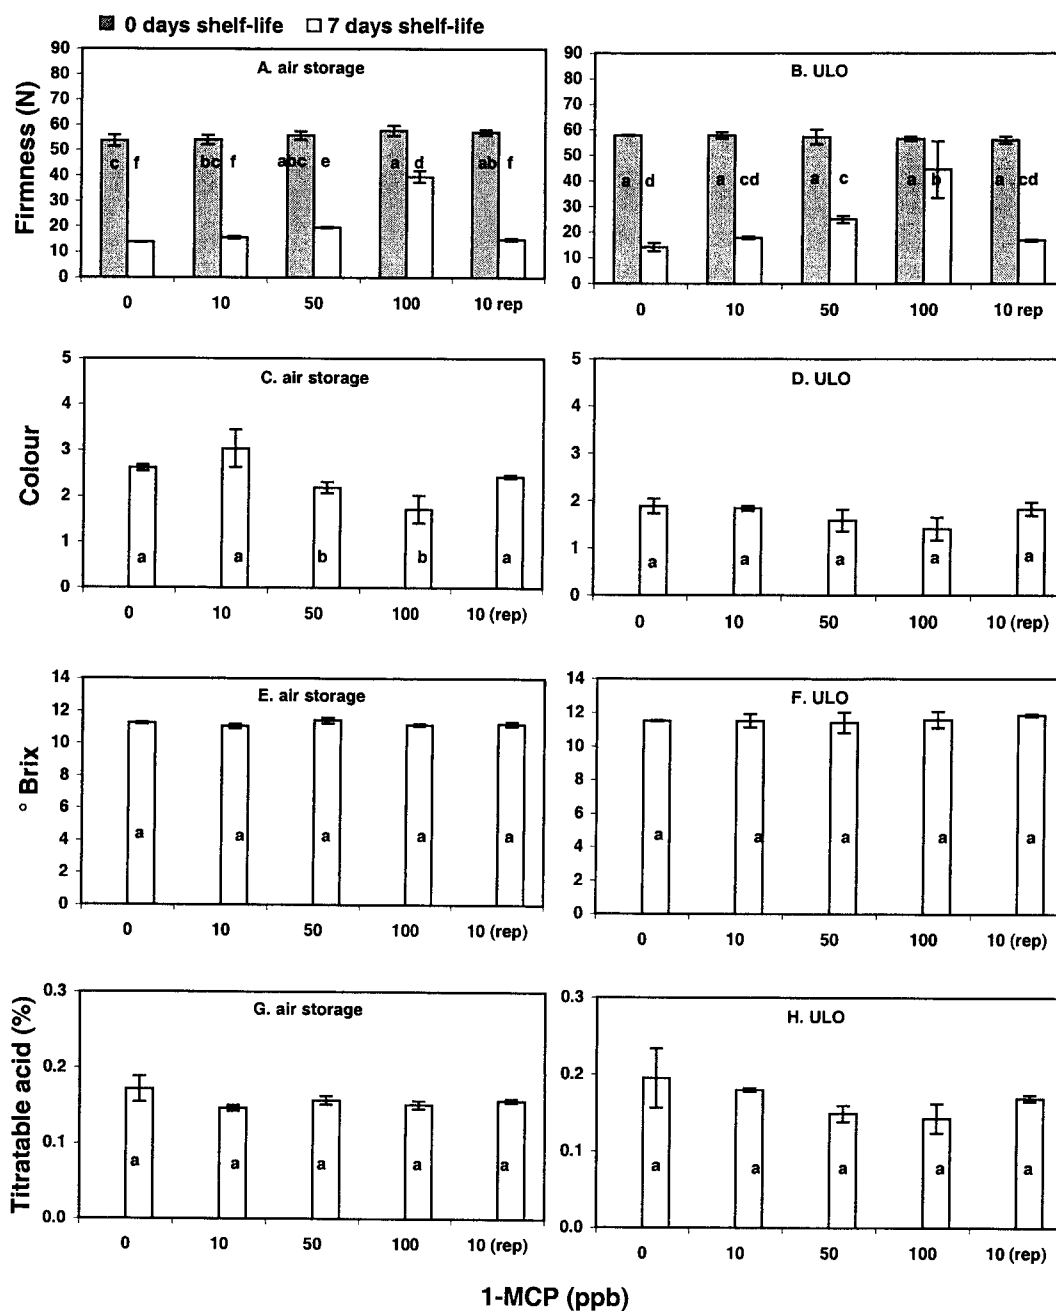 0 days shelf-life 7 days shelf-life
Firmness (N)
90
80
70
60
50
40
30
20
10
0
A. air storage
c f bc f abc e a d ab f
0 10 50 100 10 rep
90
80
70
60
50
40
30
20
10
0
B. ULO
a d a cd a c a b a cd
0 10 50 100 10 rep
Colour
5
4
3
2
1
0
C. air storage
a a b b a
0 10 50 100 10 (rep)
5
4
3
2
1
0
D. ULO
a a a a a
0 10 50 100 10 (rep)
° Brix
14
12
10
8
6
4
2
0
E. air storage
a a a a a
0 10 50 100 10 (rep)
14
12
10
8
6
4
2
0
F. ULO
a a a a a
0 10 50 100 10 (rep)
Titratable acid (%)
0.3
0.2
0.1
0.0
G. air storage
a a a a a
0 10 50 100 10 (rep)
0.3
0.2
0.1
0.0
H. ULO
a a a a a
0 10 50 100 10 (rep)
1-MCP (ppb)